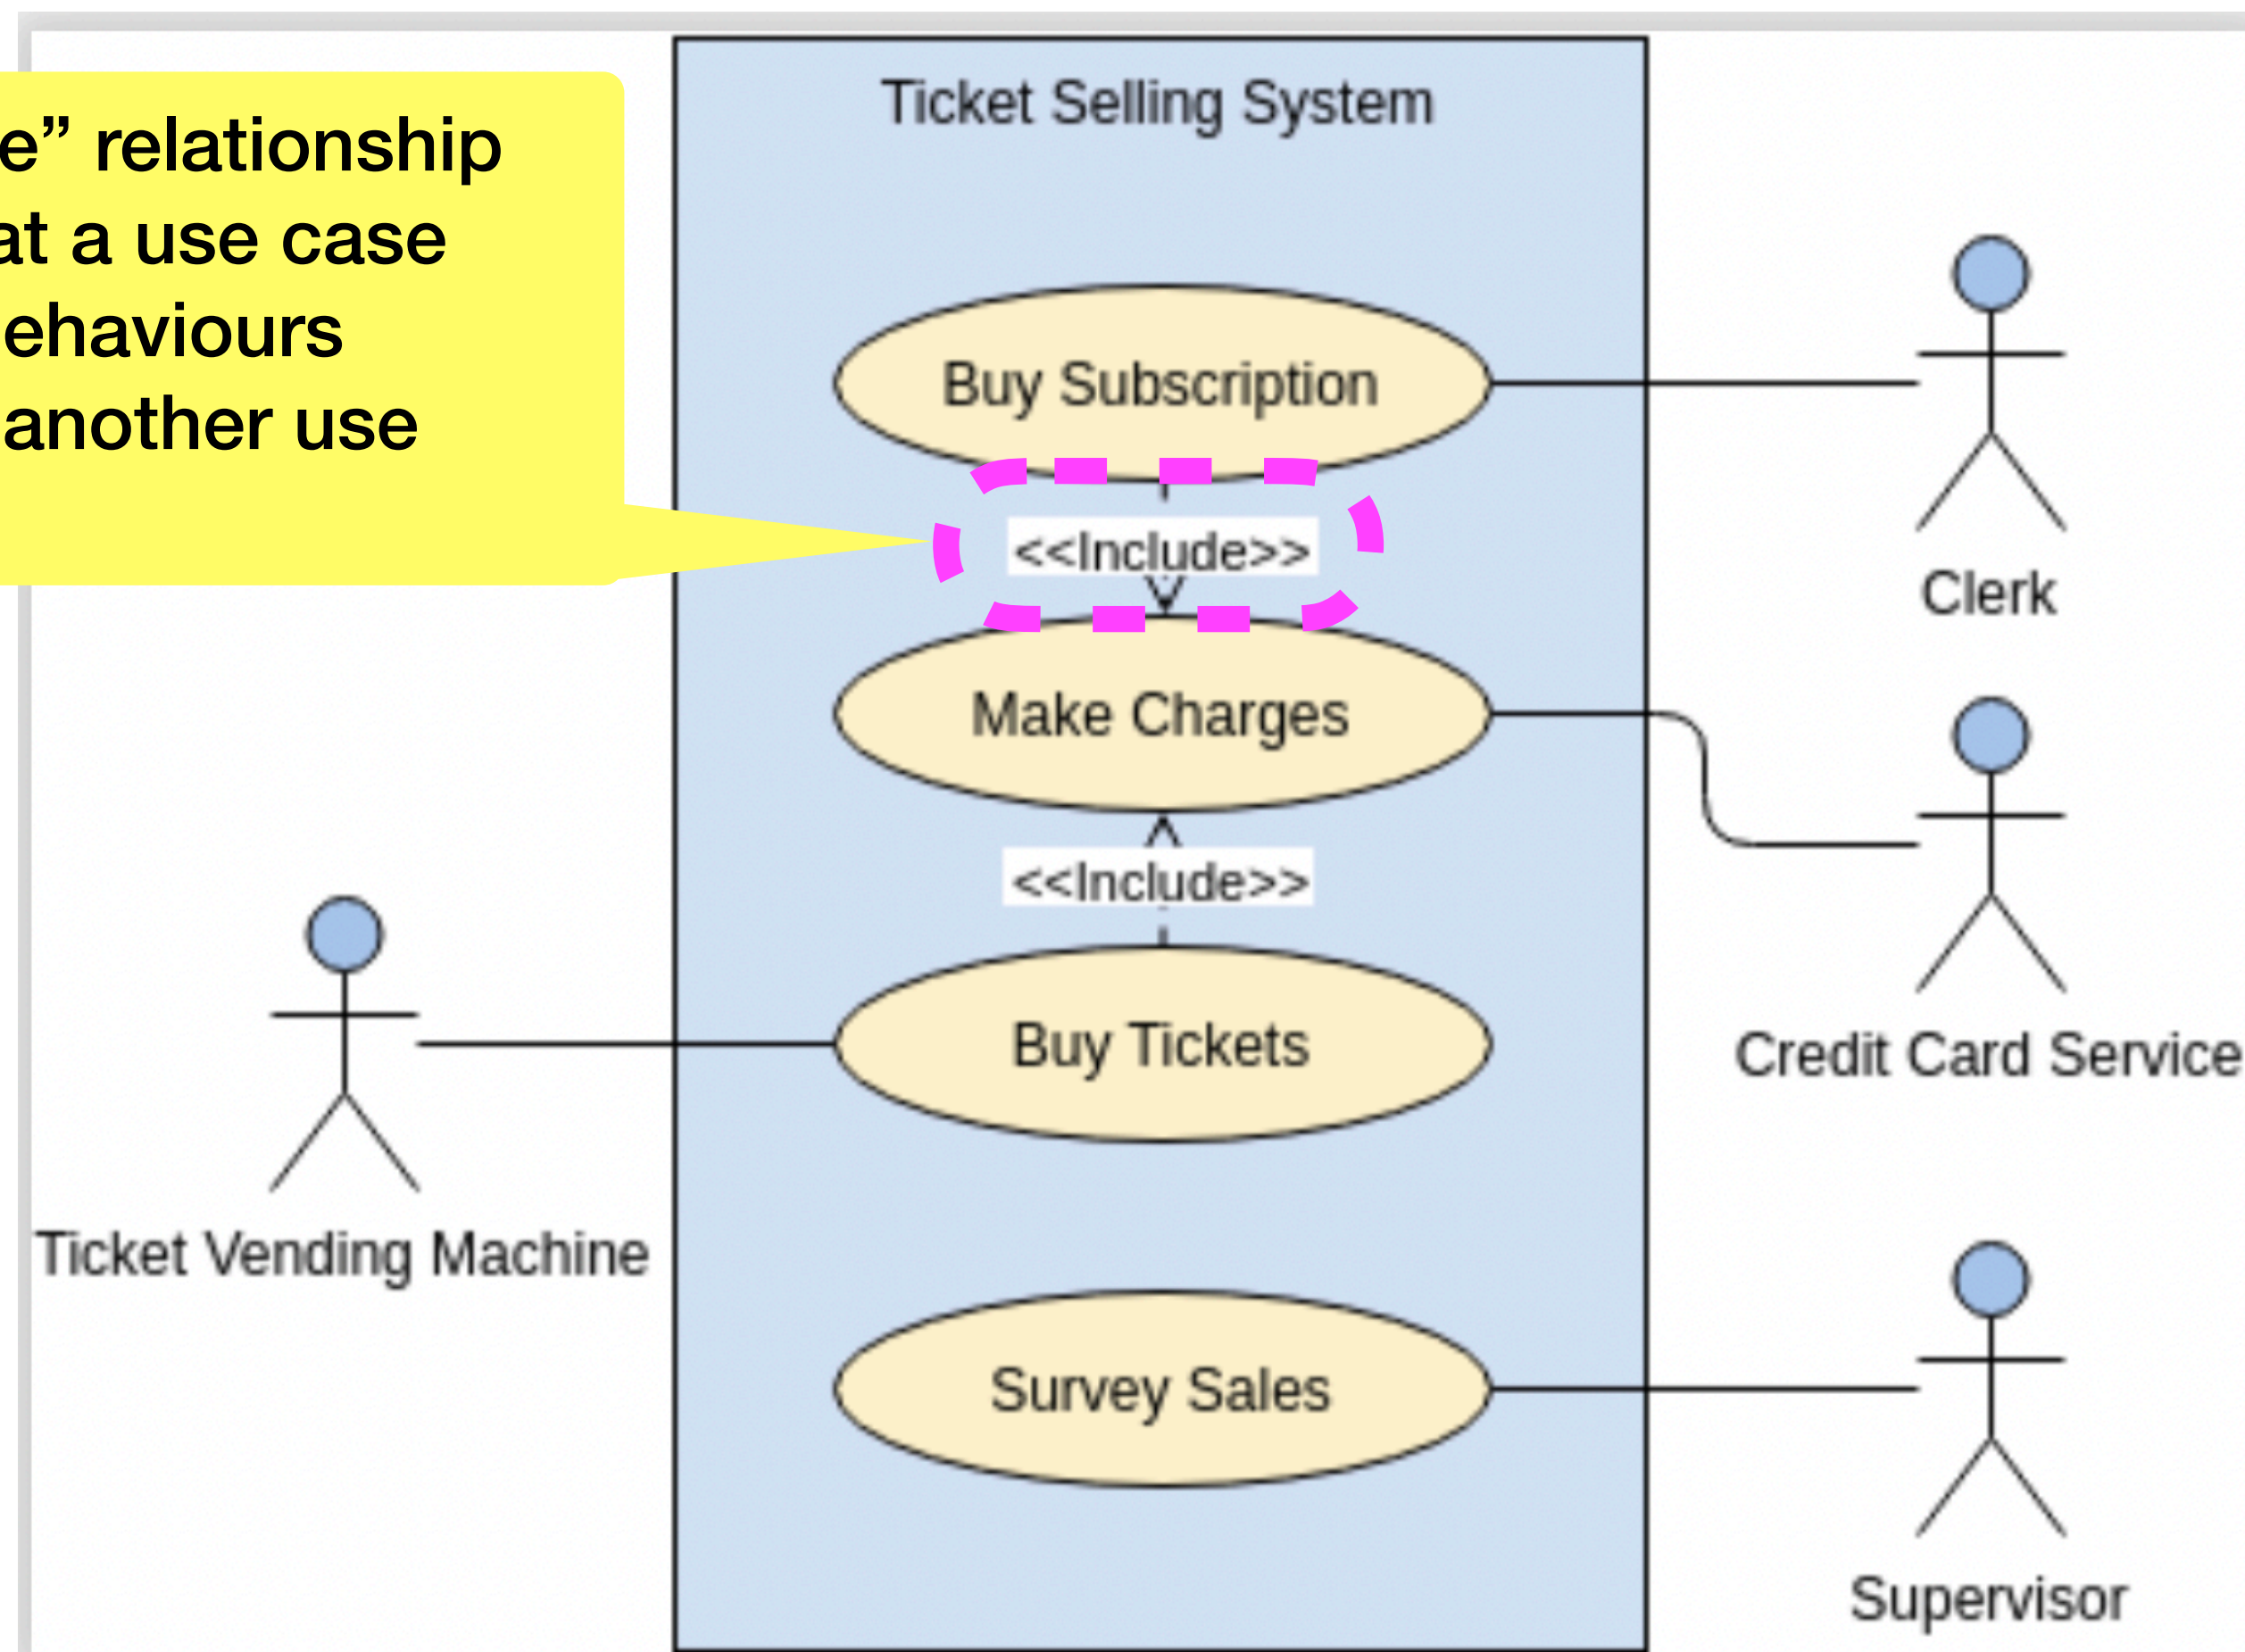 e” relationship
at a use case
ehaviours
another use
Ticket Selling System
Buy Subscription
<<Include>>
Clerk
Make Charges
<<Include>>
Credit Card Service
Buy Tickets
Ticket Vending Machine
Survey Sales
Supervisor